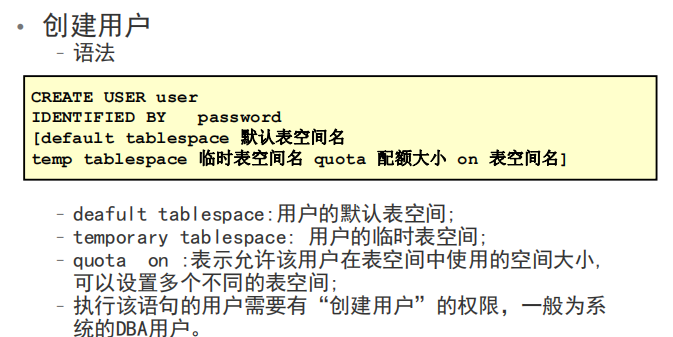 • 创建用户
– 语法
CREATE USER user
IDENTIFIED BY password
[default tablespace 默认表空间名
temp tablespace 临时表空间名 quota 配额大小 on 表空间名]
– deafult tablespace:用户的默认表空间;
– temporary tablespace: 用户的临时表空间;
– quota on :表示允许该用户在表空间中使用的空间大小,
可以设置多个不同的表空间;
– 执行该语句的用户需要有“创建用户”的权限，一般为系
统的DBA用户。